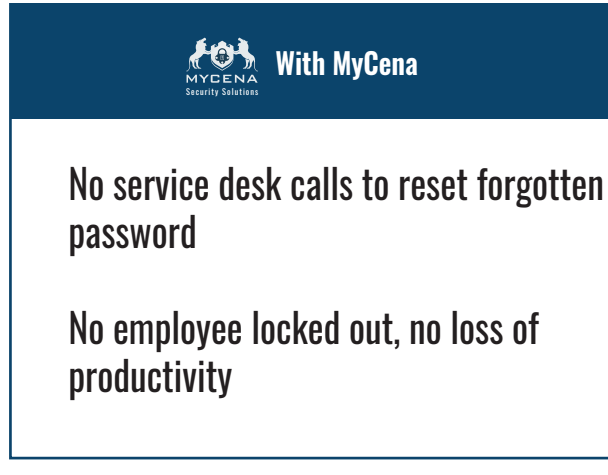 MYCENA
Security Solutions
With MyCena
No service desk calls to reset forgotten
password
No employee locked out, no loss of
productivity